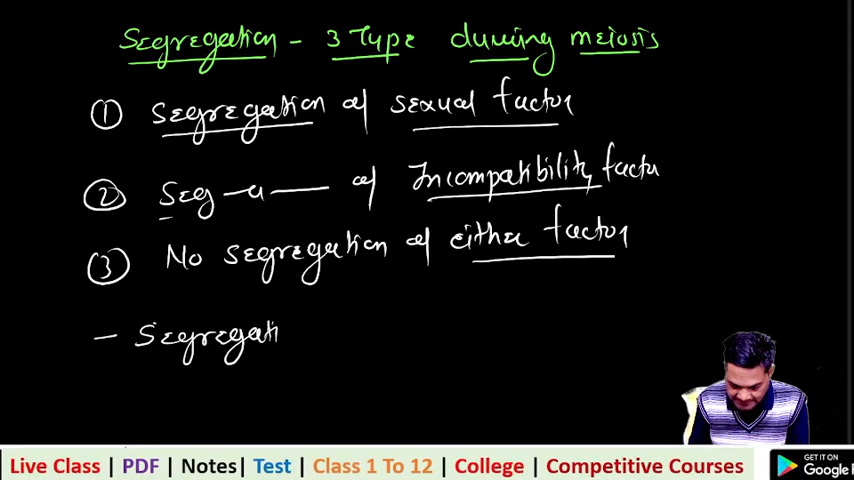 Segregation - 3 Type during meiosis
① Segregation of sexual factor
② Seg —"— of Incompatibility factor
③ No segregation of either factor
- Segregati
Live Class | PDF | Notes| Test | Class 1 To 12 | College | Competitive Courses
GET IT ON
Google P